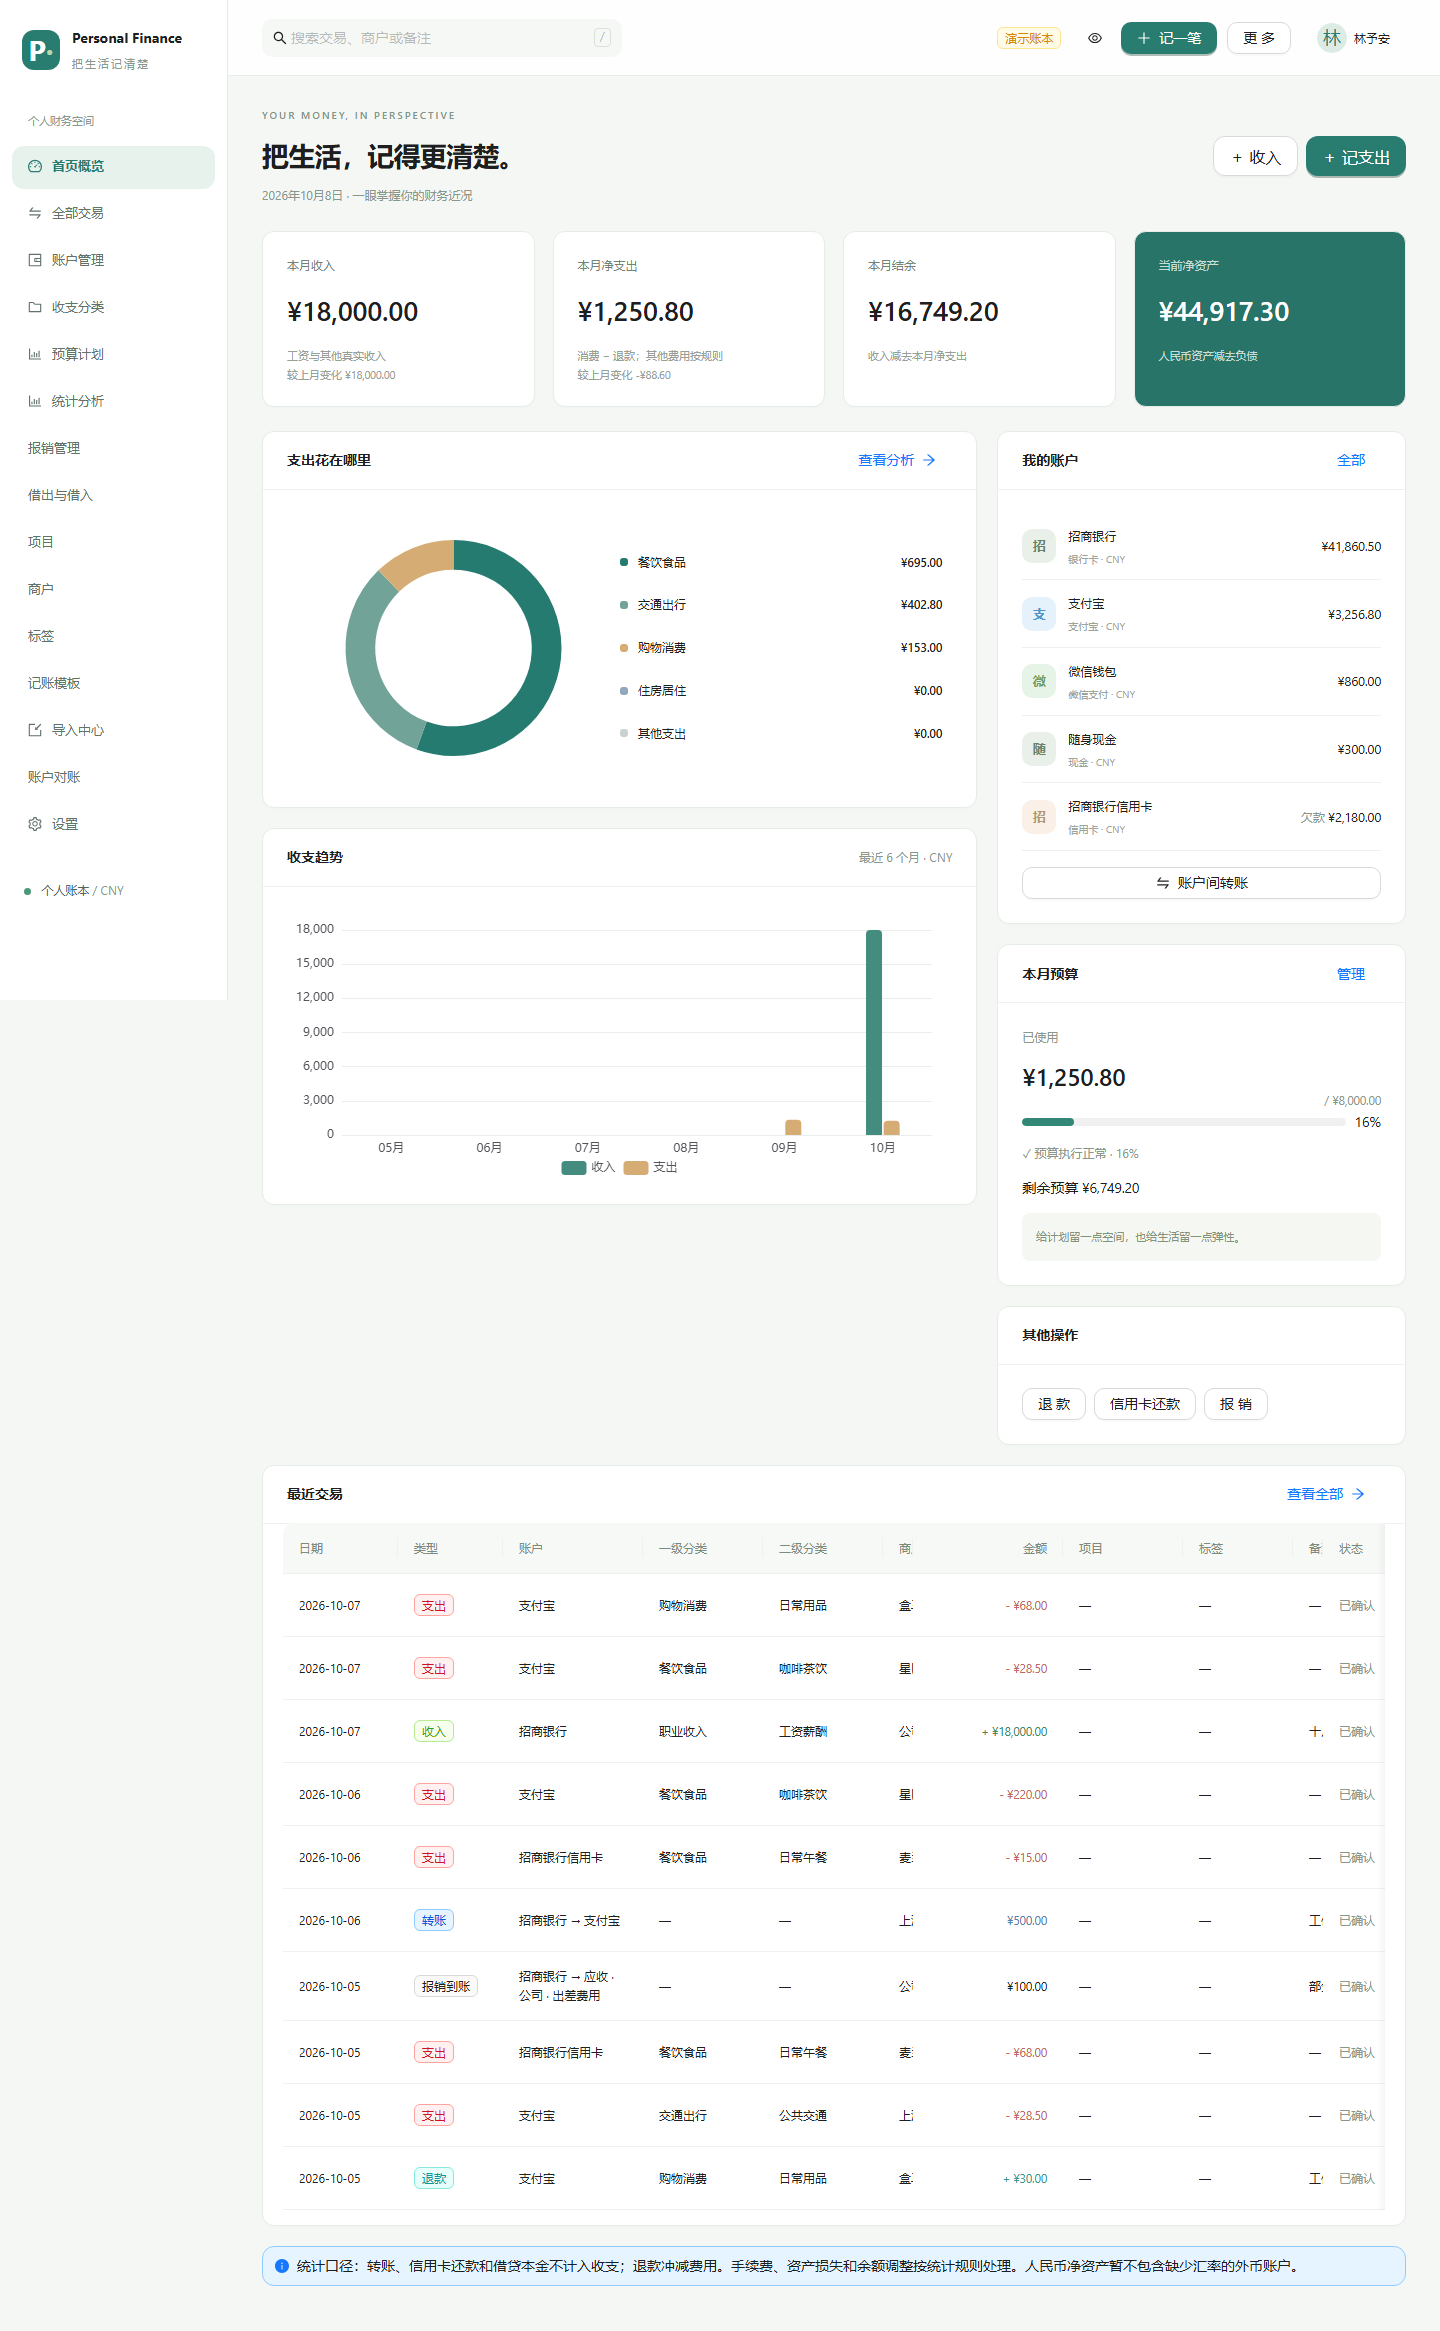 P.
Personal Finance
把生活记清楚
个人财务空间
首页概览
全部交易
账户管理
收支分类
预算计划
统计分析
报销管理
借出与借入
项目
商户
标签
记账模板
导入中心
账户对账
设置
个人账本 / CNY
搜索交易、商户或备注 /
演示账本
记一笔
更 多
林 林予安
YOUR MONEY, IN PERSPECTIVE
把生活，记得更清楚。
2026年10月8日 · 一眼掌握你的财务近况
+ 收入
+ 记支出
本月收入
¥18,000.00
工资与其他真实收入
较上月变化 ¥18,000.00
本月净支出
¥1,250.80
消费 − 退款；其他费用按规则
较上月变化 -¥88.60
本月结余
¥16,749.20
收入减去本月净支出
当前净资产
¥44,917.30
人民币资产减去负债
支出花在哪里 查看分析 →
餐饮食品 ¥695.00
交通出行 ¥402.80
购物消费 ¥153.00
住房居住 ¥0.00
其他支出 ¥0.00
收支趋势 最近 6 个月 · CNY
18,000
15,000
12,000
9,000
6,000
3,000
0
05月 06月 07月 08月 09月 10月
收入 支出
我的账户 全部
招 招商银行 ¥41,860.50
银行卡 · CNY
支 支付宝 ¥3,256.80
支付宝 · CNY
微 微信钱包 ¥860.00
微信支付 · CNY
随 随身现金 ¥300.00
现金 · CNY
招 招商银行信用卡 欠款 ¥2,180.00
信用卡 · CNY
账户间转账
本月预算 管理
已使用
¥1,250.80
/ ¥8,000.00
16%
✓ 预算执行正常 · 16%
剩余预算 ¥6,749.20
给计划留一点空间，也给生活留一点弹性。
其他操作
退 款 信用卡还款 报 销
最近交易 查看全部 →
日期 类型 账户 一级分类 二级分类 商 金额 项目 标签 备 状态
2026-10-07 支出 支付宝 购物消费 日常用品 盒 - ¥68.00 — — — 已确认
2026-10-07 支出 支付宝 餐饮食品 咖啡茶饮 星 - ¥28.50 — — — 已确认
2026-10-07 收入 招商银行 职业收入 工资薪酬 公 + ¥18,000.00 — — 十 已确认
2026-10-06 支出 支付宝 餐饮食品 咖啡茶饮 星 - ¥220.00 — — — 已确认
2026-10-06 支出 招商银行信用卡 餐饮食品 日常午餐 麦 - ¥15.00 — — — 已确认
2026-10-06 转账 招商银行 → 支付宝 — — 上 ¥500.00 — — 工 已确认
2026-10-05 报销到账 招商银行 → 应收 ·
公司 · 出差费用 — — 公 ¥100.00 — — 部 已确认
2026-10-05 支出 招商银行信用卡 餐饮食品 日常午餐 麦 - ¥68.00 — — — 已确认
2026-10-05 支出 支付宝 交通出行 公共交通 上 - ¥28.50 — — — 已确认
2026-10-05 退款 支付宝 购物消费 日常用品 盒 + ¥30.00 — — 工 已确认
统计口径：转账、信用卡还款和借贷本金不计入收支；退款冲减费用。手续费、资产损失和余额调整按统计规则处理。人民币净资产暂不包含缺少汇率的外币账户。